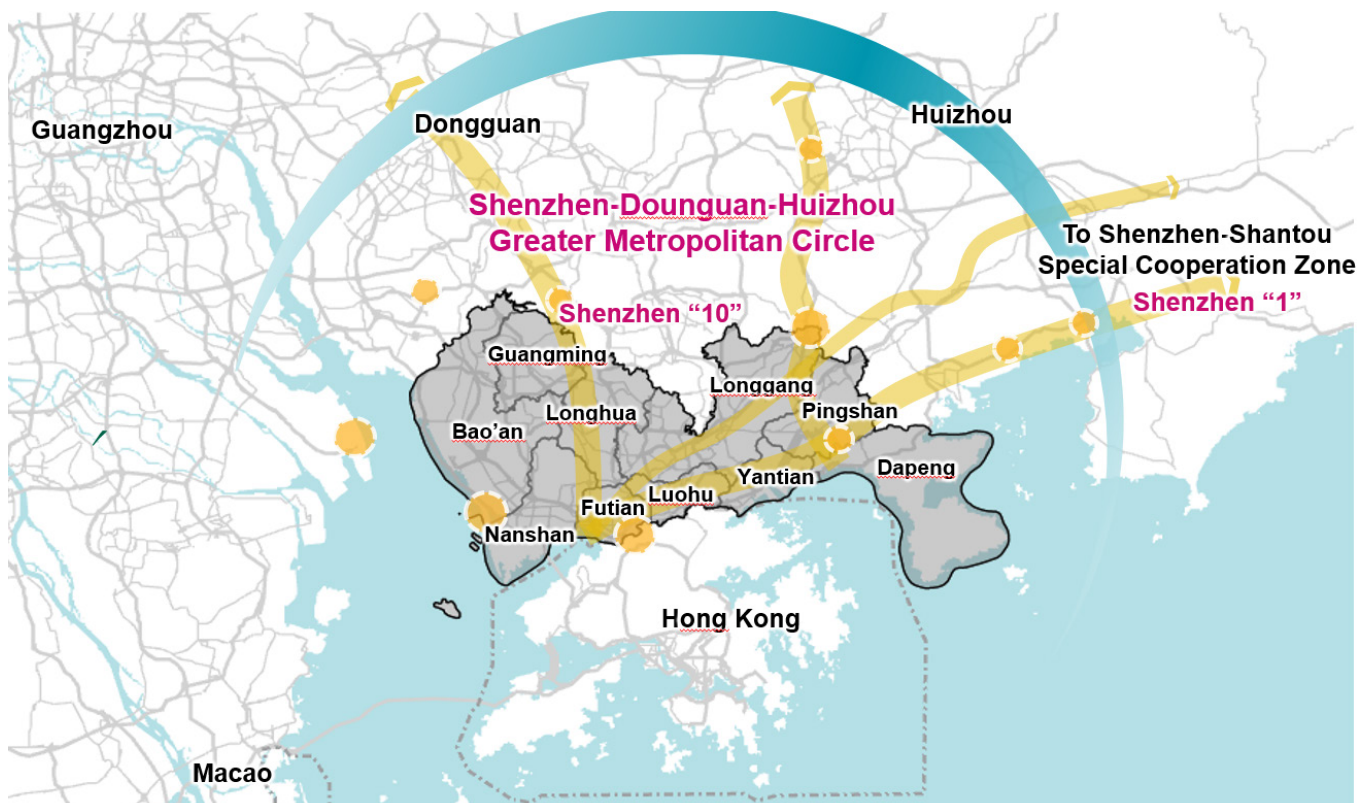 Guangzhou
Dongguan
Huizhou
Shenzhen-Dounguan-Huizhou
Greater Metropolitan Circle
To Shenzhen-Shantou
Special Cooperation Zone
Shenzhen “1”
Shenzhen “10”
Guangming
Longgang
Longhua
Pingshan
Bao’an
Dapeng
Yantian
Luohu
Futian
Nanshan
Hong Kong
Macao